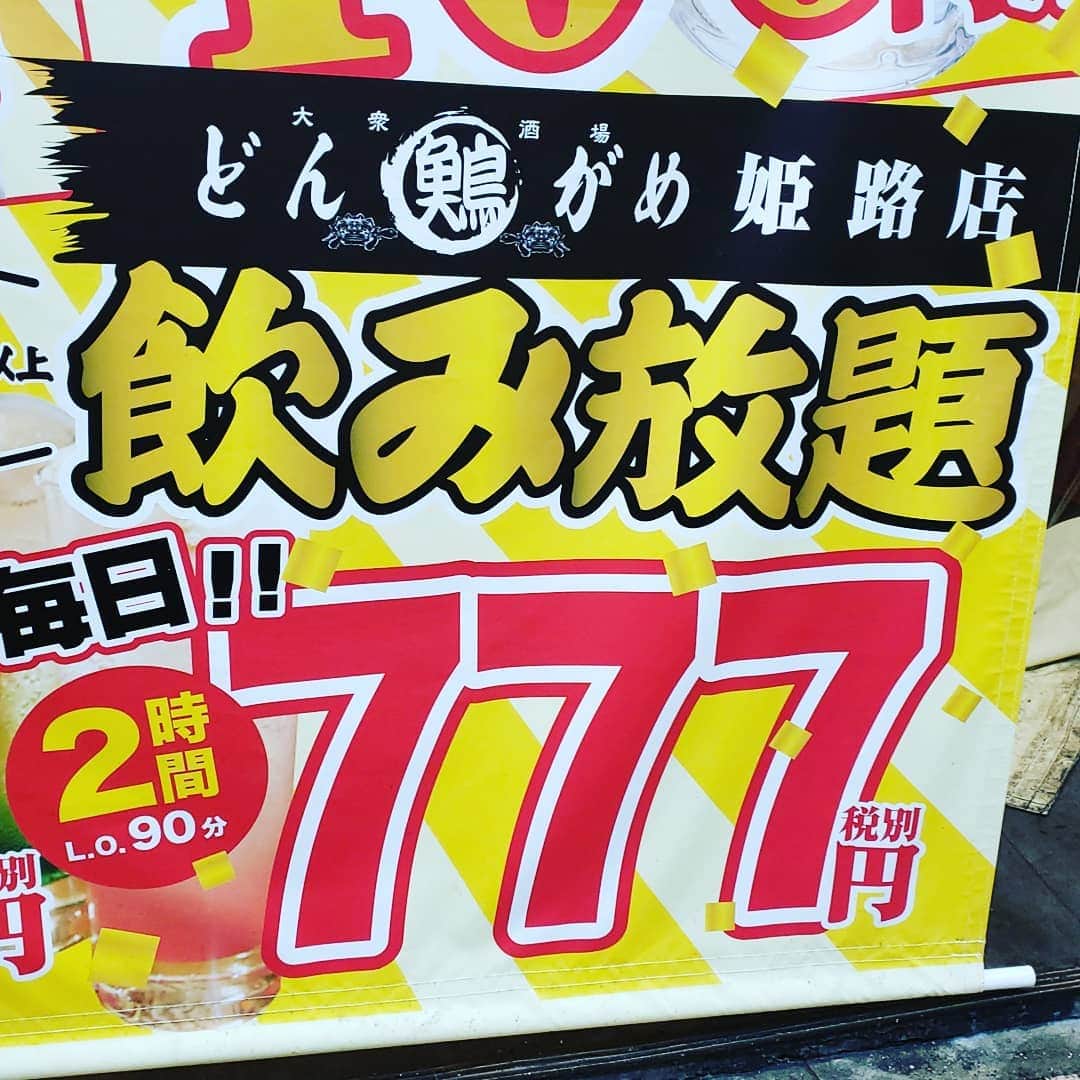 大衆酒場
どん 鶏 がめ 姫路店
以上
飲み放題
毎日!!
777
2時間
L.O.90分
税別
円
別
円